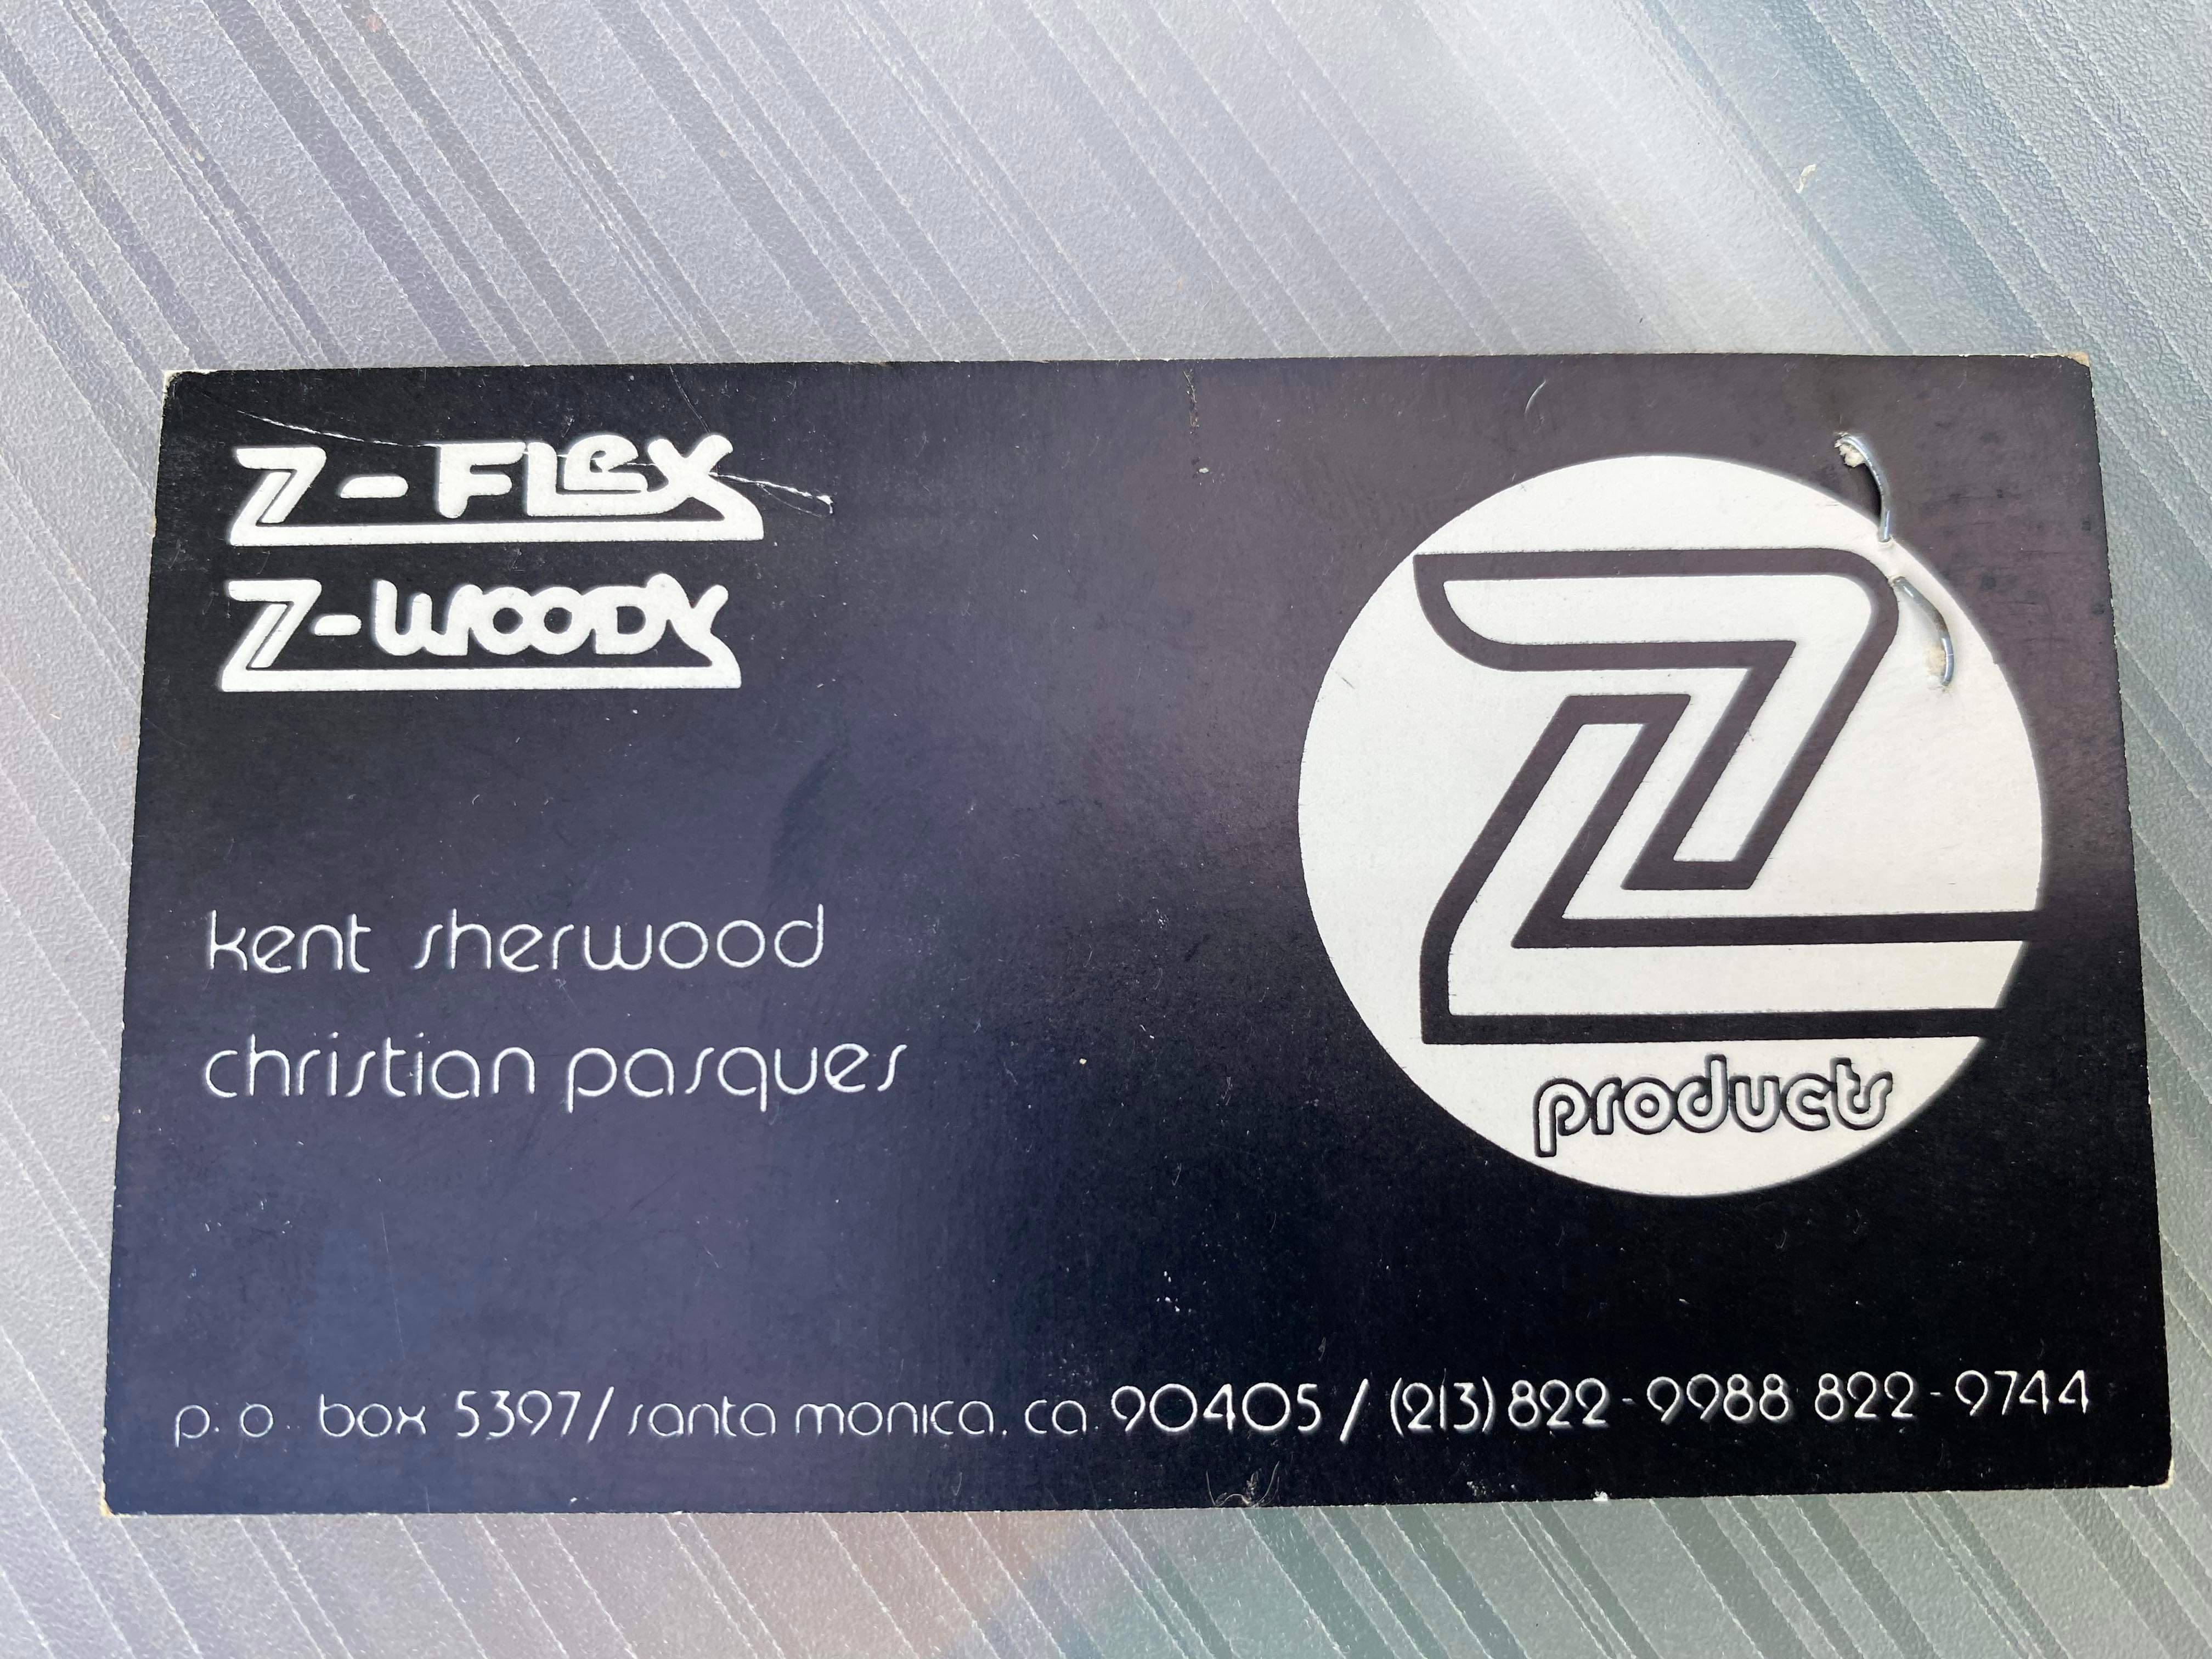 Z-FLex
Z-WOODY
kent sherwood
christian pasques
Z
products
p. o. box 5397/santa monica, ca. 90405 / (213) 822-9988 822-9744